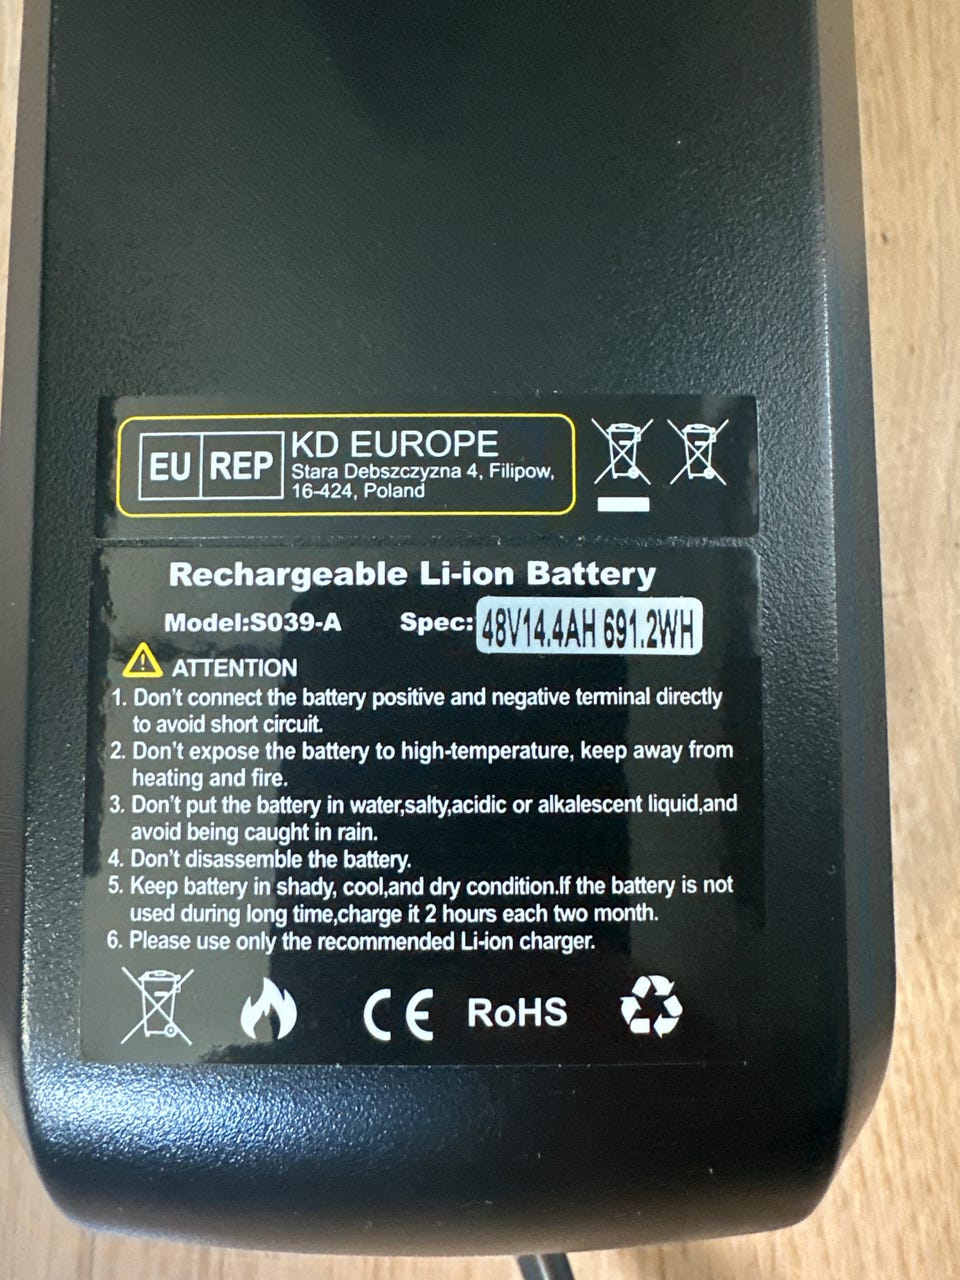 EU REP KD EUROPE
Stara Debszczyzna 4, Filipow,
16-424, Poland
Rechargeable Li-ion Battery
Model:S039-A Spec: 48V14.4AH 691.2WH
ATTENTION
1. Don't connect the battery positive and negative terminal directly
to avoid short circuit.
2. Don't expose the battery to high-temperature, keep away from
heating and fire.
3. Don't put the battery in water,salty,acidic or alkalescent liquid,and
avoid being caught in rain.
4. Don't disassemble the battery.
5. Keep battery in shady, cool,and dry condition.If the battery is not
used during long time,charge it 2 hours each two month.
6. Please use only the recommended Li-ion charger.
CE RoHS